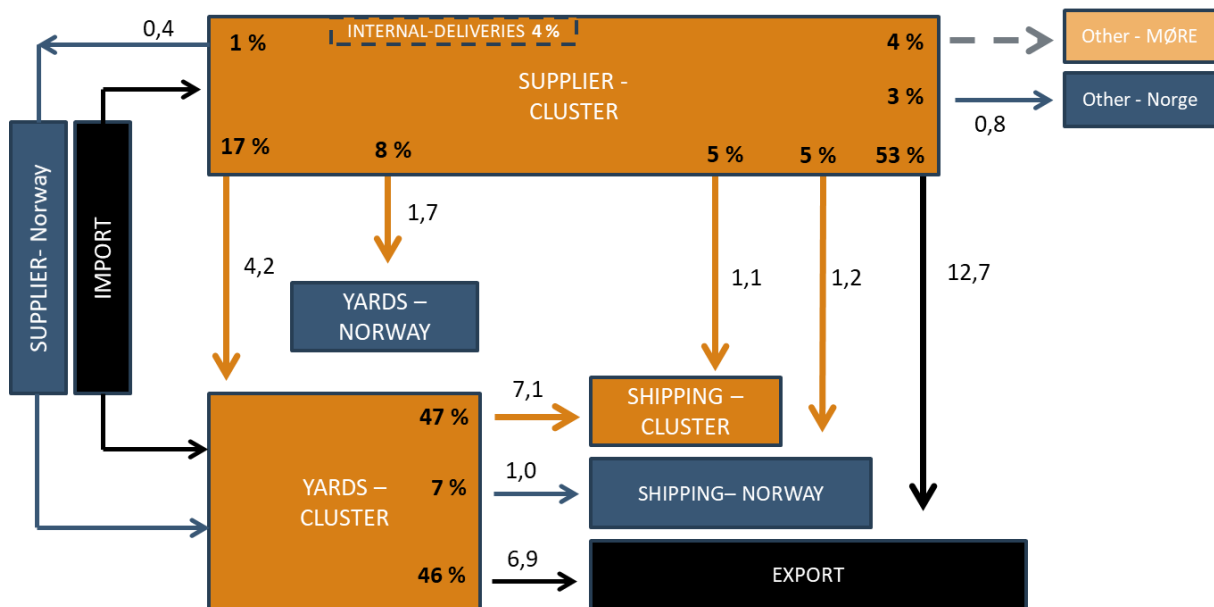 0,4
INTERNAL-DELIVERIES 4 %
1 %
4 %
Other - MØRE
SUPPLIER -
CLUSTER
3 %
Other - Norge
0,8
17 %
8 %
5 %
5 %
53 %
SUPPLIER- Norway
IMPORT
4,2
1,7
1,1
1,2
12,7
YARDS –
NORWAY
47 %
7,1
SHIPPING –
CLUSTER
YARDS –
CLUSTER
7 %
1,0
SHIPPING– NORWAY
46 %
6,9
EXPORT